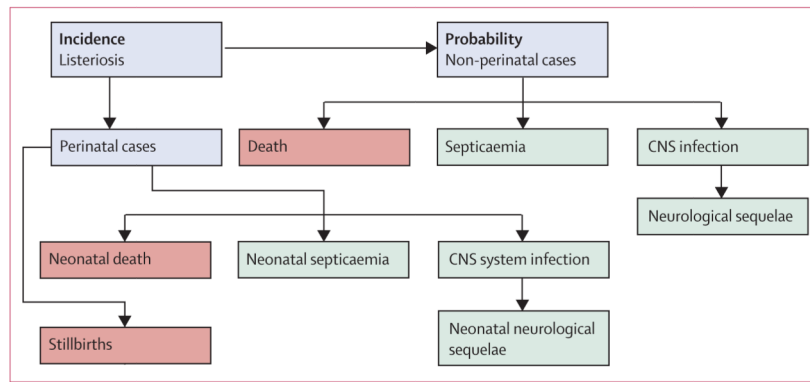 Incidence
Listeriosis
Probability
Non-perinatal cases
Perinatal cases
Death
Septicaemia
CNS infection
Neurological sequelae
Neonatal death
Neonatal septicaemia
CNS system infection
Neonatal neurological
sequelae
Stillbirths